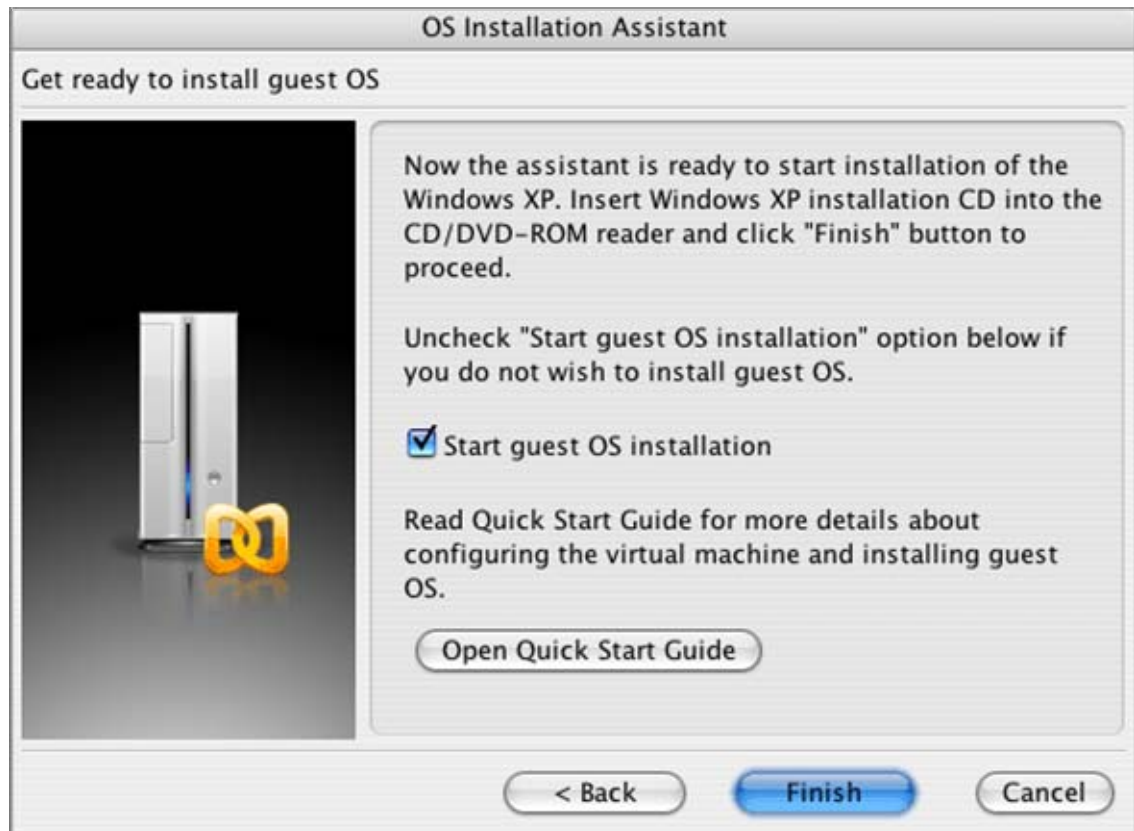 OS Installation Assistant
Get ready to install guest OS
Now the assistant is ready to start installation of the
Windows XP. Insert Windows XP installation CD into the
CD/DVD-ROM reader and click "Finish" button to
proceed.
Uncheck "Start guest OS installation" option below if
you do not wish to install guest OS.
Start guest OS installation
Read Quick Start Guide for more details about
configuring the virtual machine and installing guest
OS.
Open Quick Start Guide
< Back
Finish
Cancel